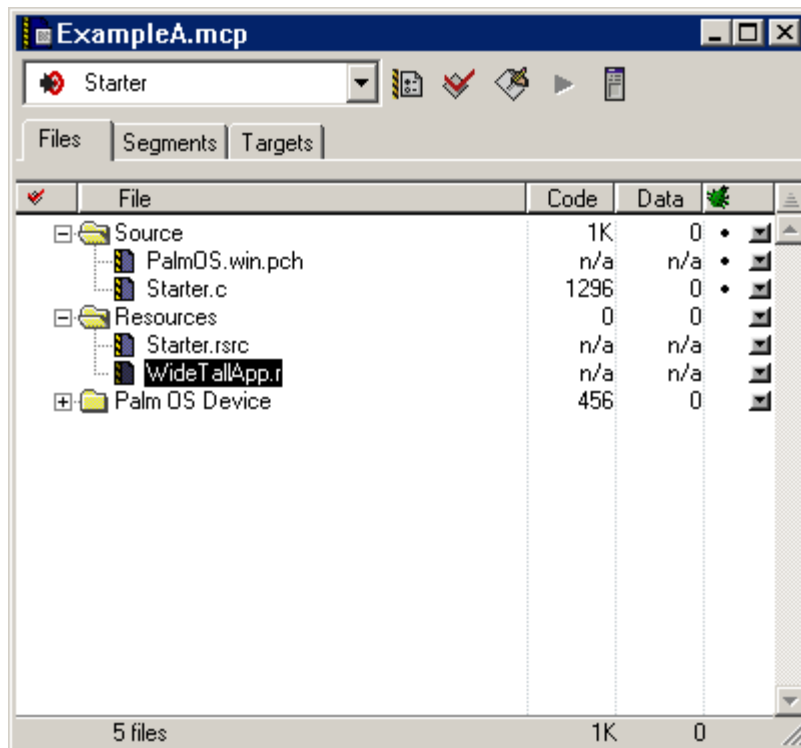 ExampleA.mcp
Starter
Files Segments Targets
File Code Data
Source 1K 0
PalmOS.win.pch n/a n/a
Starter.c 1296 0
Resources 0 0
Starter.rsrc n/a n/a
WideTallApp.r n/a n/a
Palm OS Device 456 0
5 files 1K 0